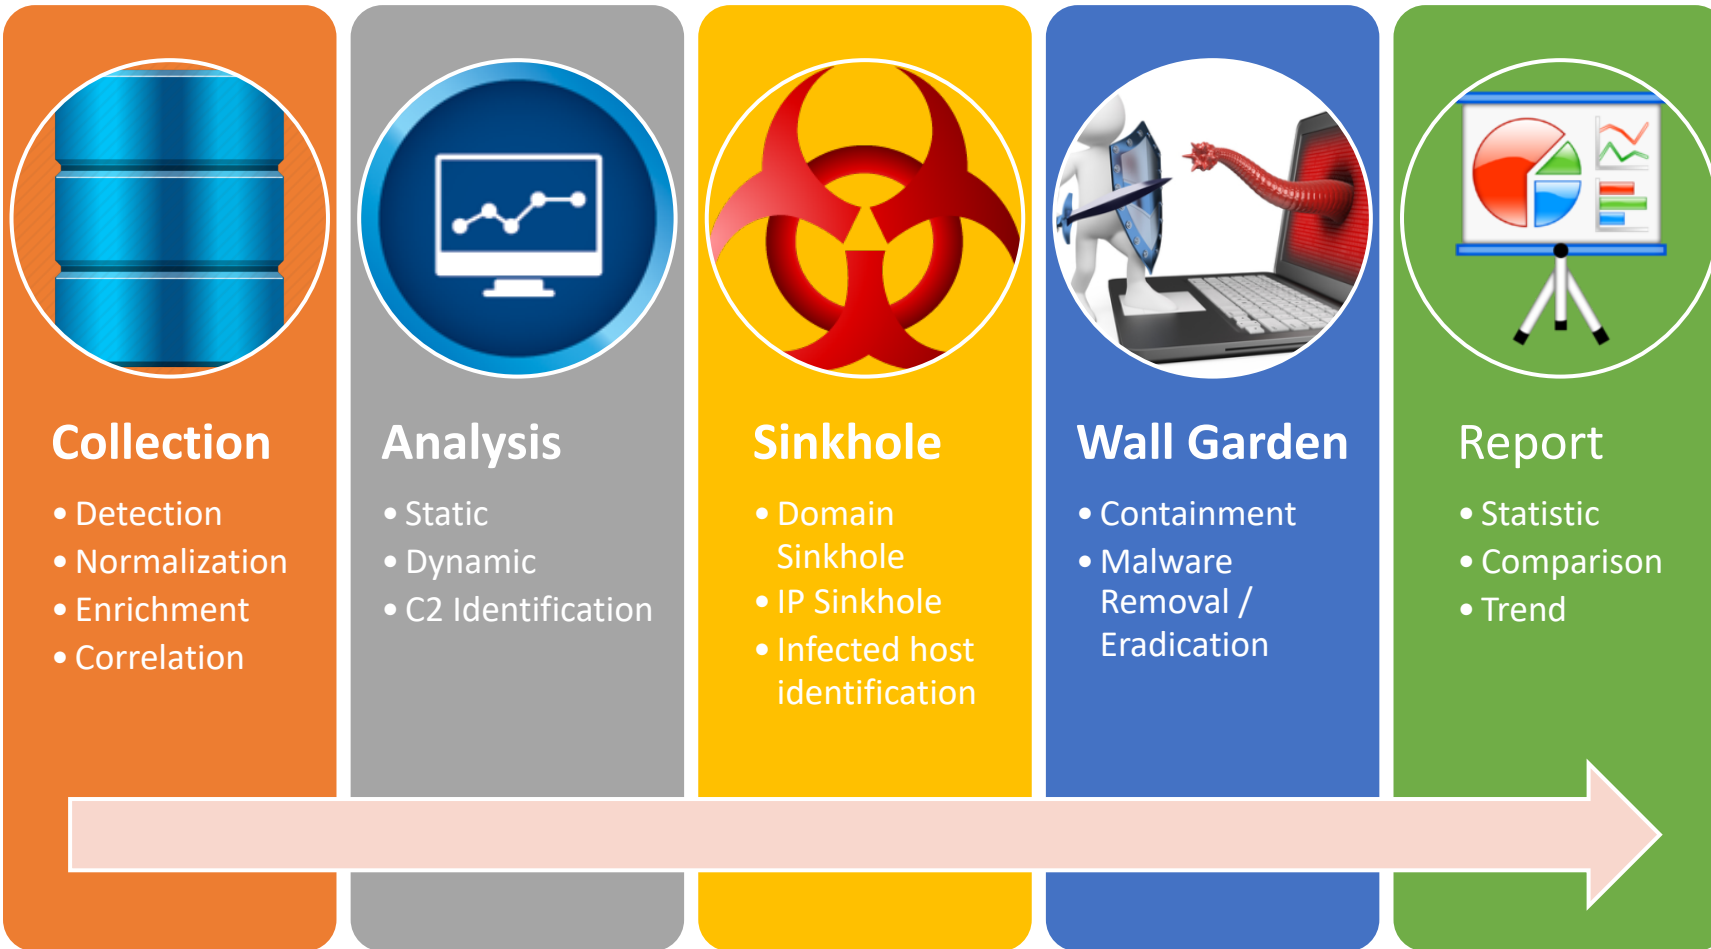 Collection
• Detection
• Normalization
• Enrichment
• Correlation
Analysis
• Static
• Dynamic
• C2 Identification
Sinkhole
• Domain
Sinkhole
• IP Sinkhole
• Infected host
identification
Wall Garden
• Containment
• Malware
Removal /
Eradication
Report
• Statistic
• Comparison
• Trend